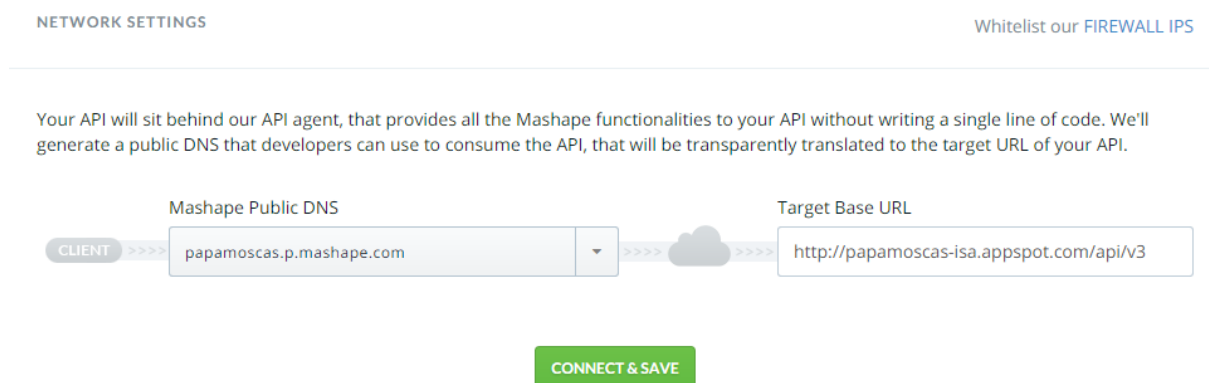 NETWORK SETTINGS
Whitelist our FIREWALL IPS
Your API will sit behind our API agent, that provides all the Mashape functionalities to your API without writing a single line of code. We'll
generate a public DNS that developers can use to consume the API, that will be transparently translated to the target URL of your API.
Mashape Public DNS
Target Base URL
CLIENT >>>> papamoscas.p.mashape.com >>>> >>>> http://papamoscas-isa.appspot.com/api/v3
CONNECT & SAVE